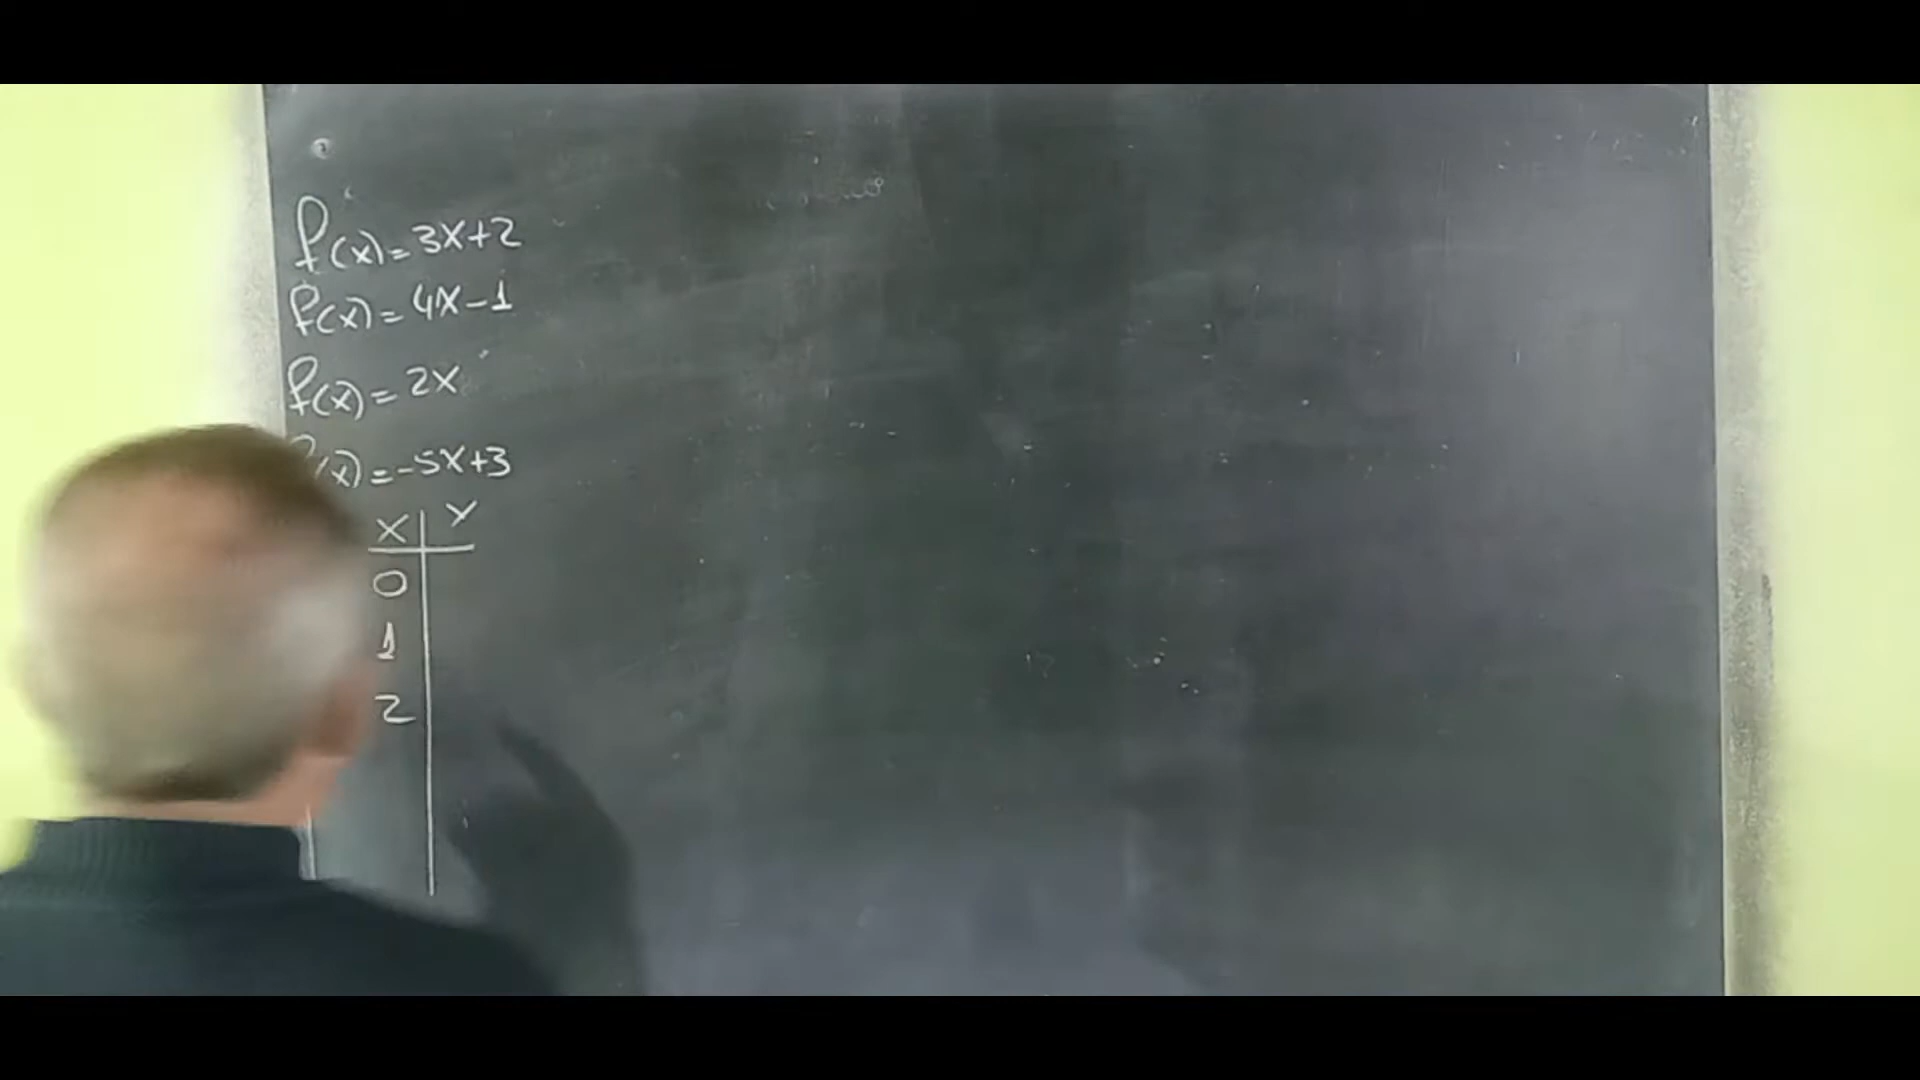 f(x)=3x+2
f(x)=4x-1
f(x)=2x
(x)=-5x+3
x y
0
1
2